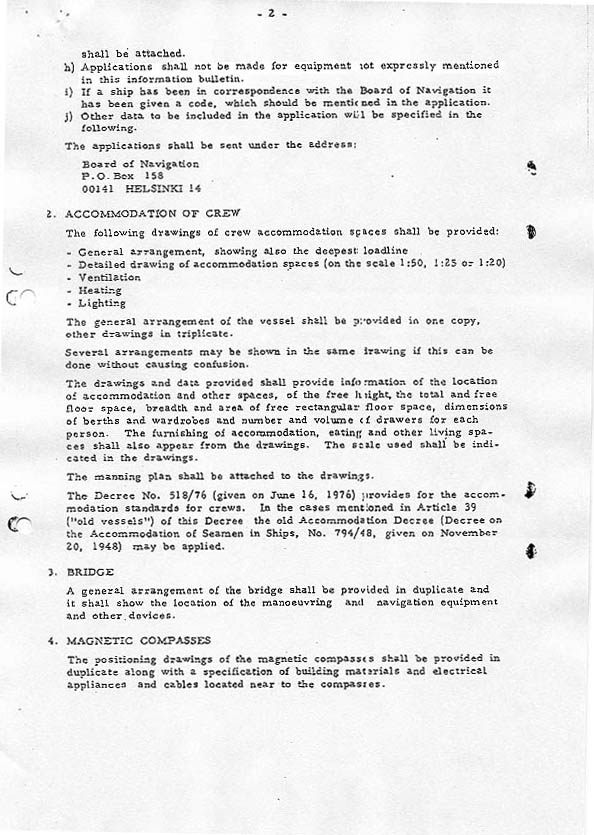 - 2 -
shall be attached.
h) Applications shall not be made for equipment not expressly mentioned
in this information bulletin.
i) If a ship has been in correspondence with the Board of Navigation it
has been given a code, which should be mentioned in the application.
j) Other data to be included in the application will be specified in the
following.
The applications shall be sent under the address:
Board of Navigation
P.O. Box 158
00141 HELSINKI 14
2. ACCOMMODATION OF CREW
The following drawings of crew accommodation spaces shall be provided:
- General arrangement, showing also the deepest loadline
- Detailed drawing of accommodation spaces (on the scale 1:50, 1:25 or 1:20)
- Ventilation
- Heating
- Lighting
The general arrangement of the vessel shall be provided in one copy,
other drawings in triplicate.
Several arrangements may be shown in the same drawing if this can be
done without causing confusion.
The drawings and data provided shall provide information of the location
of accommodation and other spaces, of the free height, the total and free
floor space, breadth and area of free rectangular floor space, dimensions
of berths and wardrobes and number and volume of drawers for each
person. The furnishing of accommodation, eating and other living spa-
ces shall also appear from the drawings. The scale used shall be indi-
cated in the drawings.
The manning plan shall be attached to the drawings.
The Decree No. 518/76 (given on June 16, 1976) provides for the accom-
modation standards for crews. In the cases mentioned in Article 39
("old vessels") of this Decree the old Accommodation Decree (Decree on
the Accommodation of Seamen in Ships, No. 794/48, given on November
20, 1948) may be applied.
3. BRIDGE
A general arrangement of the bridge shall be provided in duplicate and
it shall show the location of the manoeuvring and navigation equipment
and other devices.
4. MAGNETIC COMPASSES
The positioning drawings of the magnetic compasses shall be provided in
duplicate along with a specification of building materials and electrical
appliances and cables located near to the compasses.